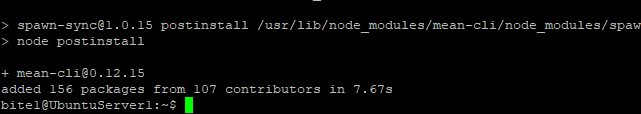 > spawn-sync@1.0.15 postinstall /usr/lib/node_modules/mean-cli/node_modules/spaw
> node postinstall
+ mean-cli@0.12.15
added 156 packages from 107 contributors in 7.67s
bite1@UbuntuServer1:~$